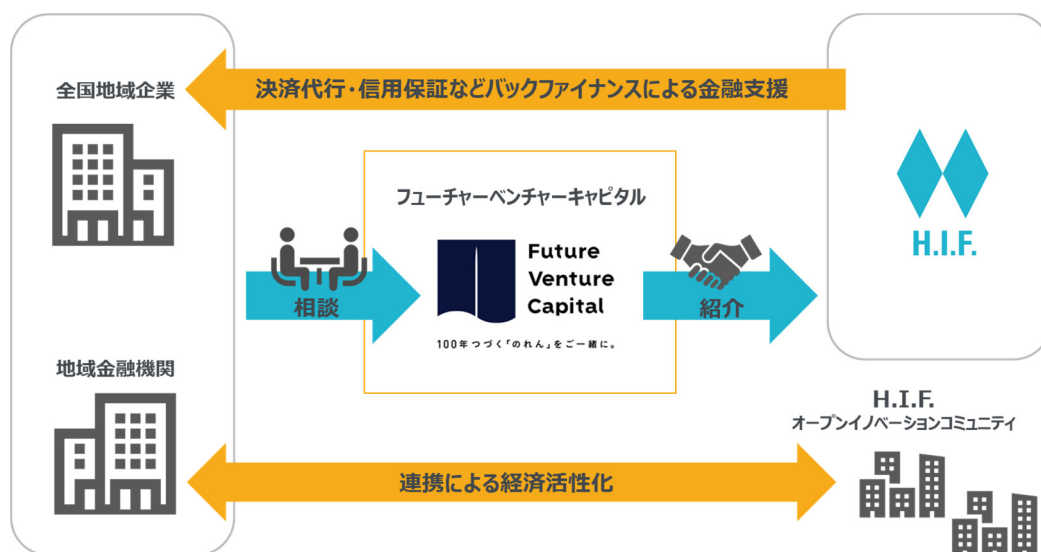 全国地域企業
決済代行・信用保証などバックファイナンスによる金融支援
フューチャーベンチャーキャピタル
Future
Venture
Capital
100年つづく「のれん」をご一緒に。
相談
紹介
H.I.F.
地域金融機関
連携による経済活性化
H.I.F.
オープンイノベーションコミュニティ